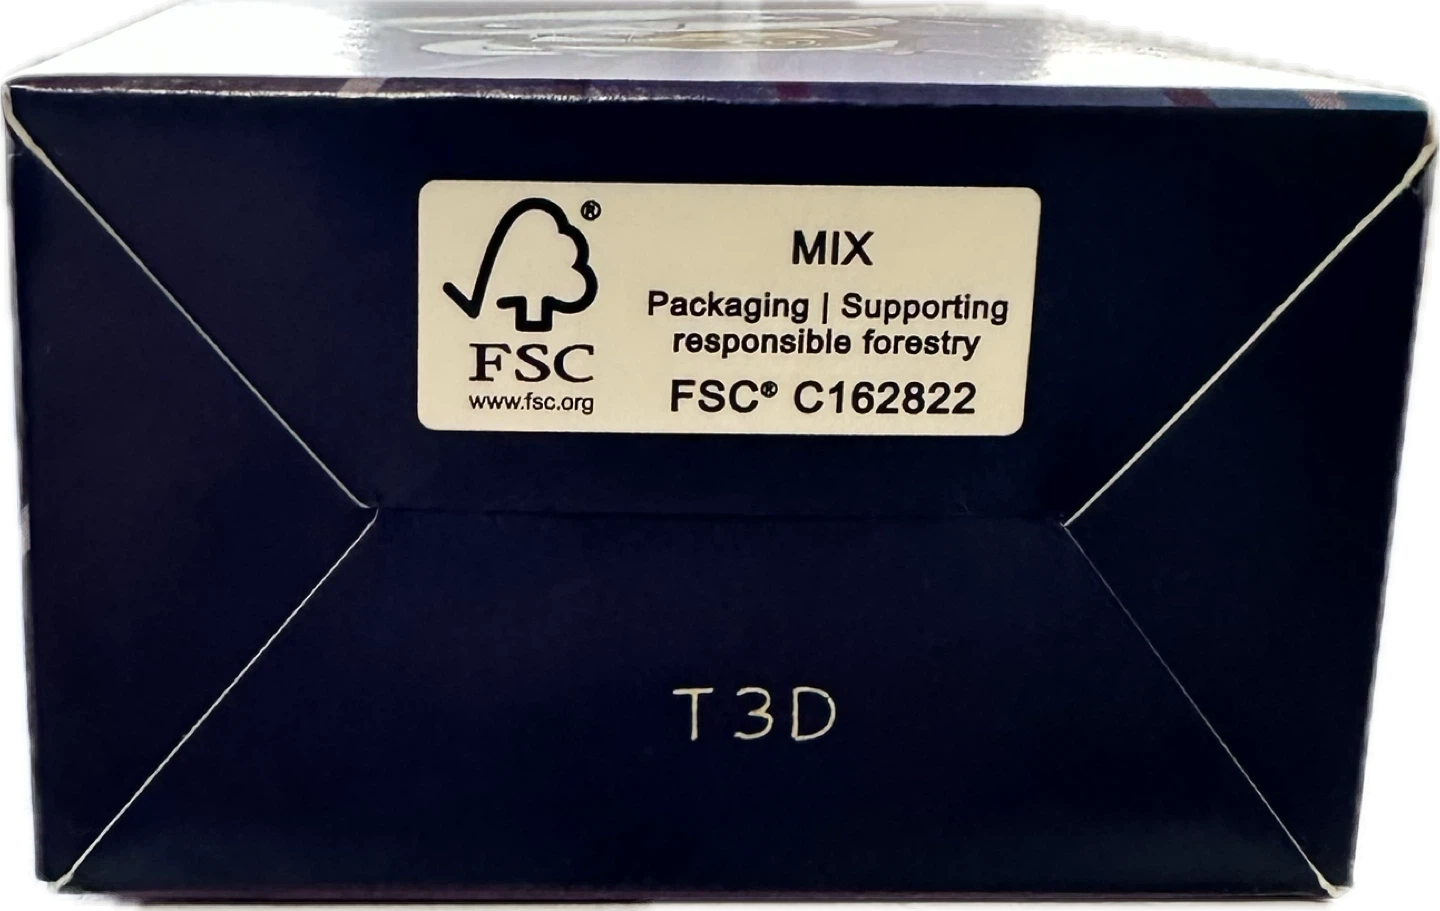 ®
FSC
www.fsc.org
MIX
Packaging | Supporting
responsible forestry
FSC® C162822
T3D